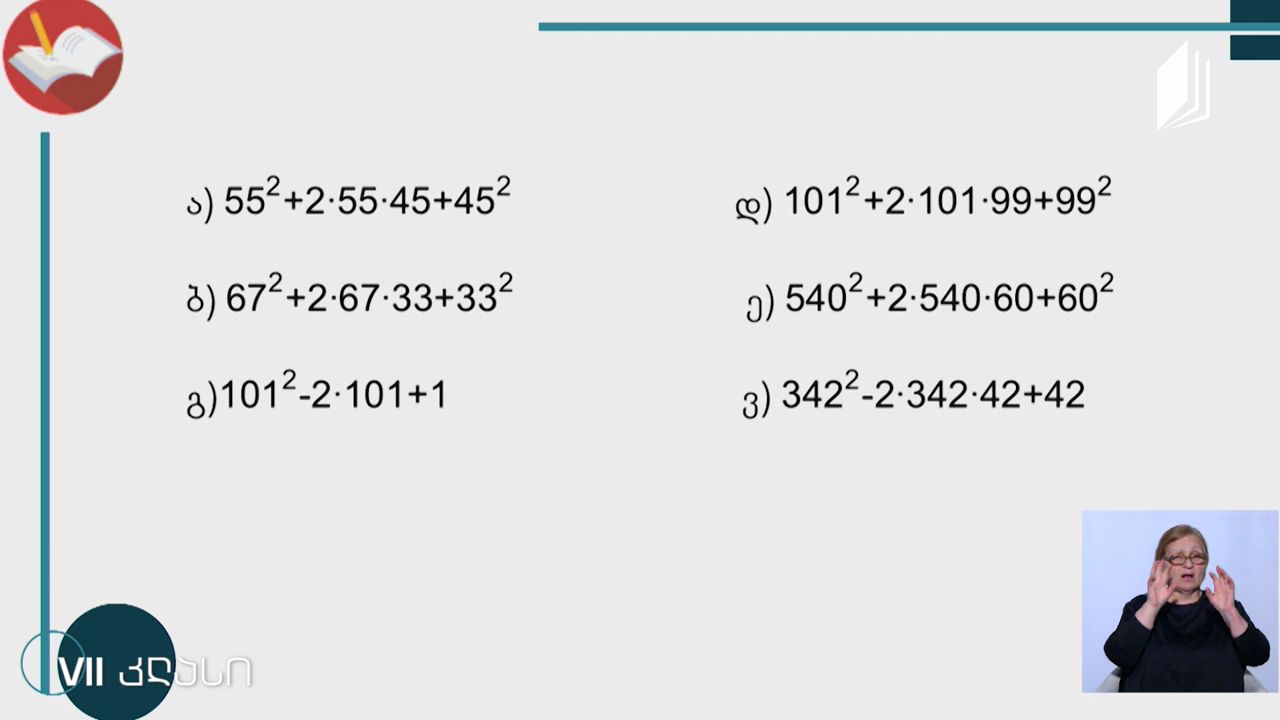 ა) 55²+2·55·45+45²
ბ) 67²+2·67·33+33²
გ)101²-2·101+1
დ) 101²+2·101·99+99²
ე) 540²+2·540·60+60²
ვ) 342²-2·342·42+42
VII კლასი